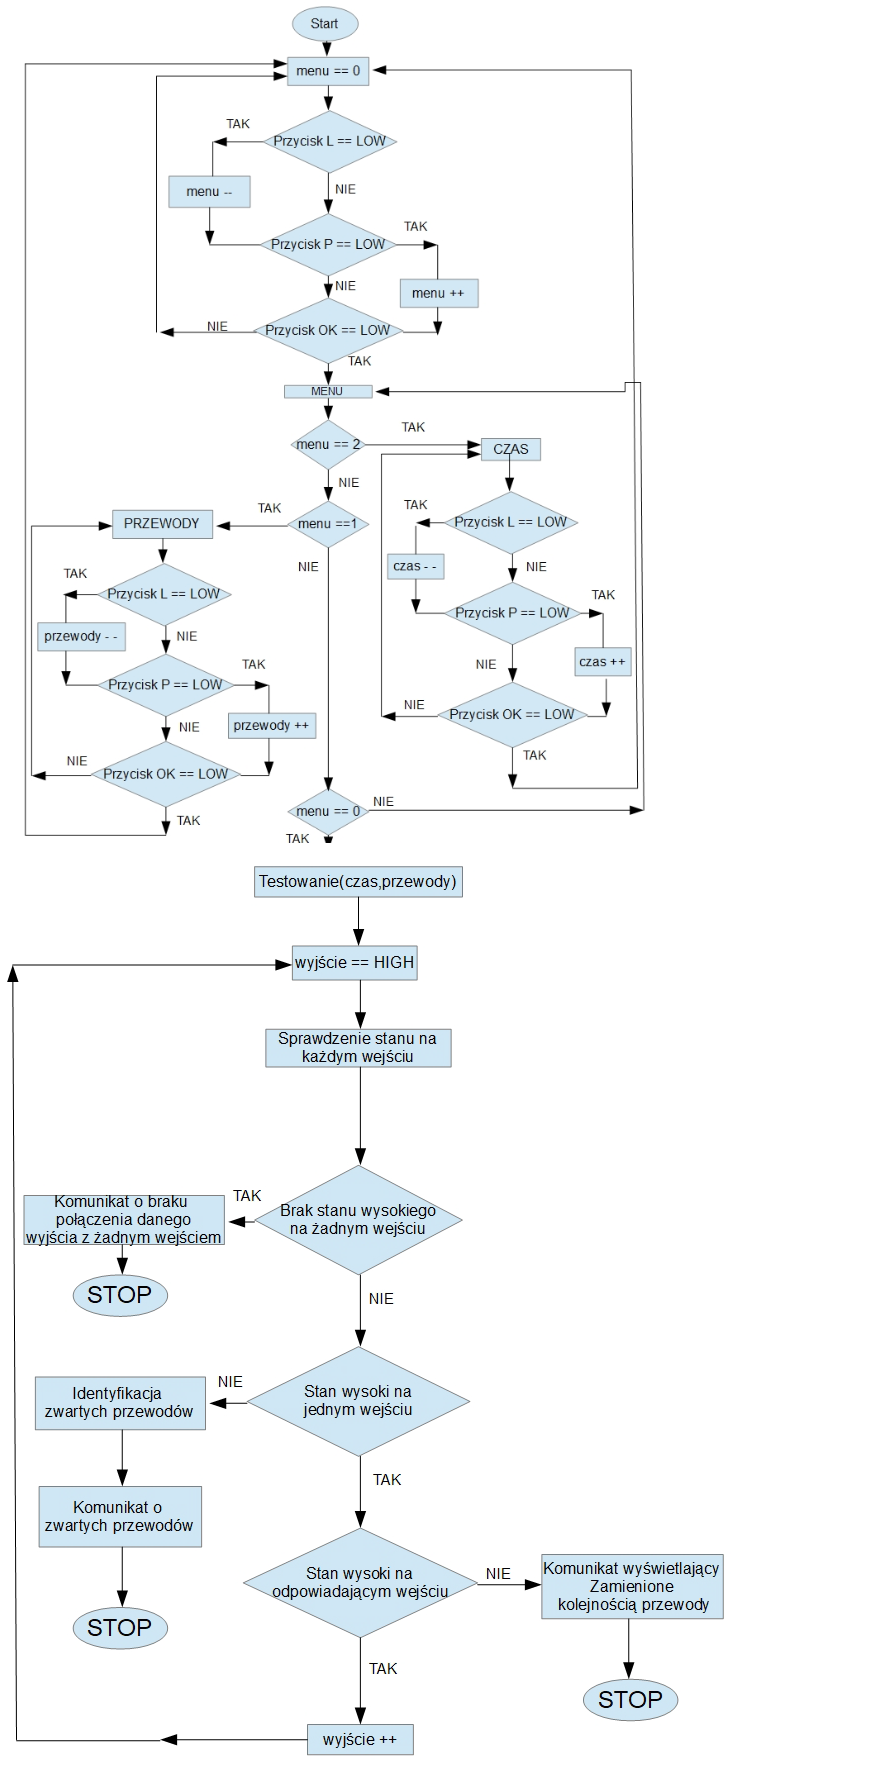 Start
menu == 0
TAK
Przycisk L == LOW
menu --
NIE
TAK
Przycisk P == LOW
NIE
menu ++
NIE
Przycisk OK == LOW
TAK
MENU
TAK
menu == 2
CZAS
NIE
TAK
PRZEWODY
menu ==1
TAK
Przycisk L == LOW
NIE
czas - -
NIE
TAK
Przycisk L == LOW
TAK
Przycisk P == LOW
przewody - -
NIE
TAK
NIE
czas ++
Przycisk P == LOW
NIE
NIE
przewody ++
Przycisk OK == LOW
NIE
TAK
Przycisk OK == LOW
NIE
menu == 0
TAK
TAK
Testowanie(czas,przewody)
wyjście == HIGH
Sprawdzenie stanu na
każdym wejściu
TAK
Komunikat o braku
połączenia danego
wyjścia z żadnym wejściem
Brak stanu wysokiego
na żadnym wejściu
STOP
NIE
NIE
Identyfikacja
zwartych przewodów
Stan wysoki na
jednym wejściu
TAK
Komunikat o
zwartych przewodów
STOP
Stan wysoki na
odpowiadającym wejściu
NIE
Komunikat wyświetlający
Zamienione
kolejnością przewody
TAK
STOP
wyjście ++